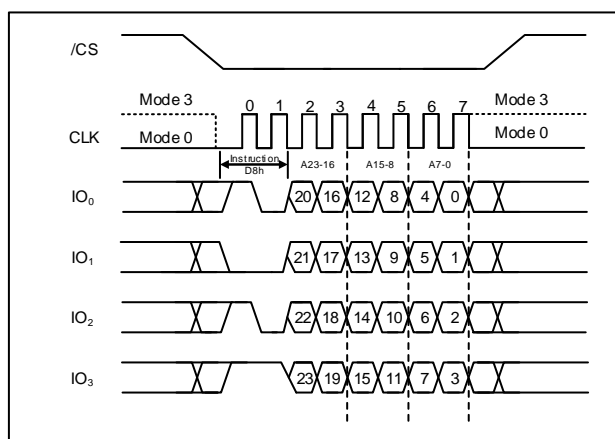 /CS
0 1 2 3 4 5 6 7
Mode 3 Mode 3
CLK Mode 0 Mode 0
Instruction
D8h A23-16 A15-8 A7-0
IO0 20 16 12 8 4 0
IO1 21 17 13 9 5 1
IO2 22 18 14 10 6 2
IO3 23 19 15 11 7 3